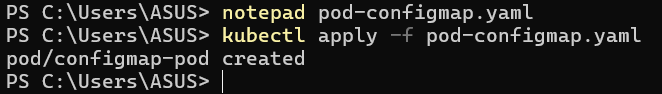 PS C:\Users\ASUS> notepad pod-configmap.yaml
PS C:\Users\ASUS> kubectl apply -f pod-configmap.yaml
pod/configmap-pod created
PS C:\Users\ASUS>